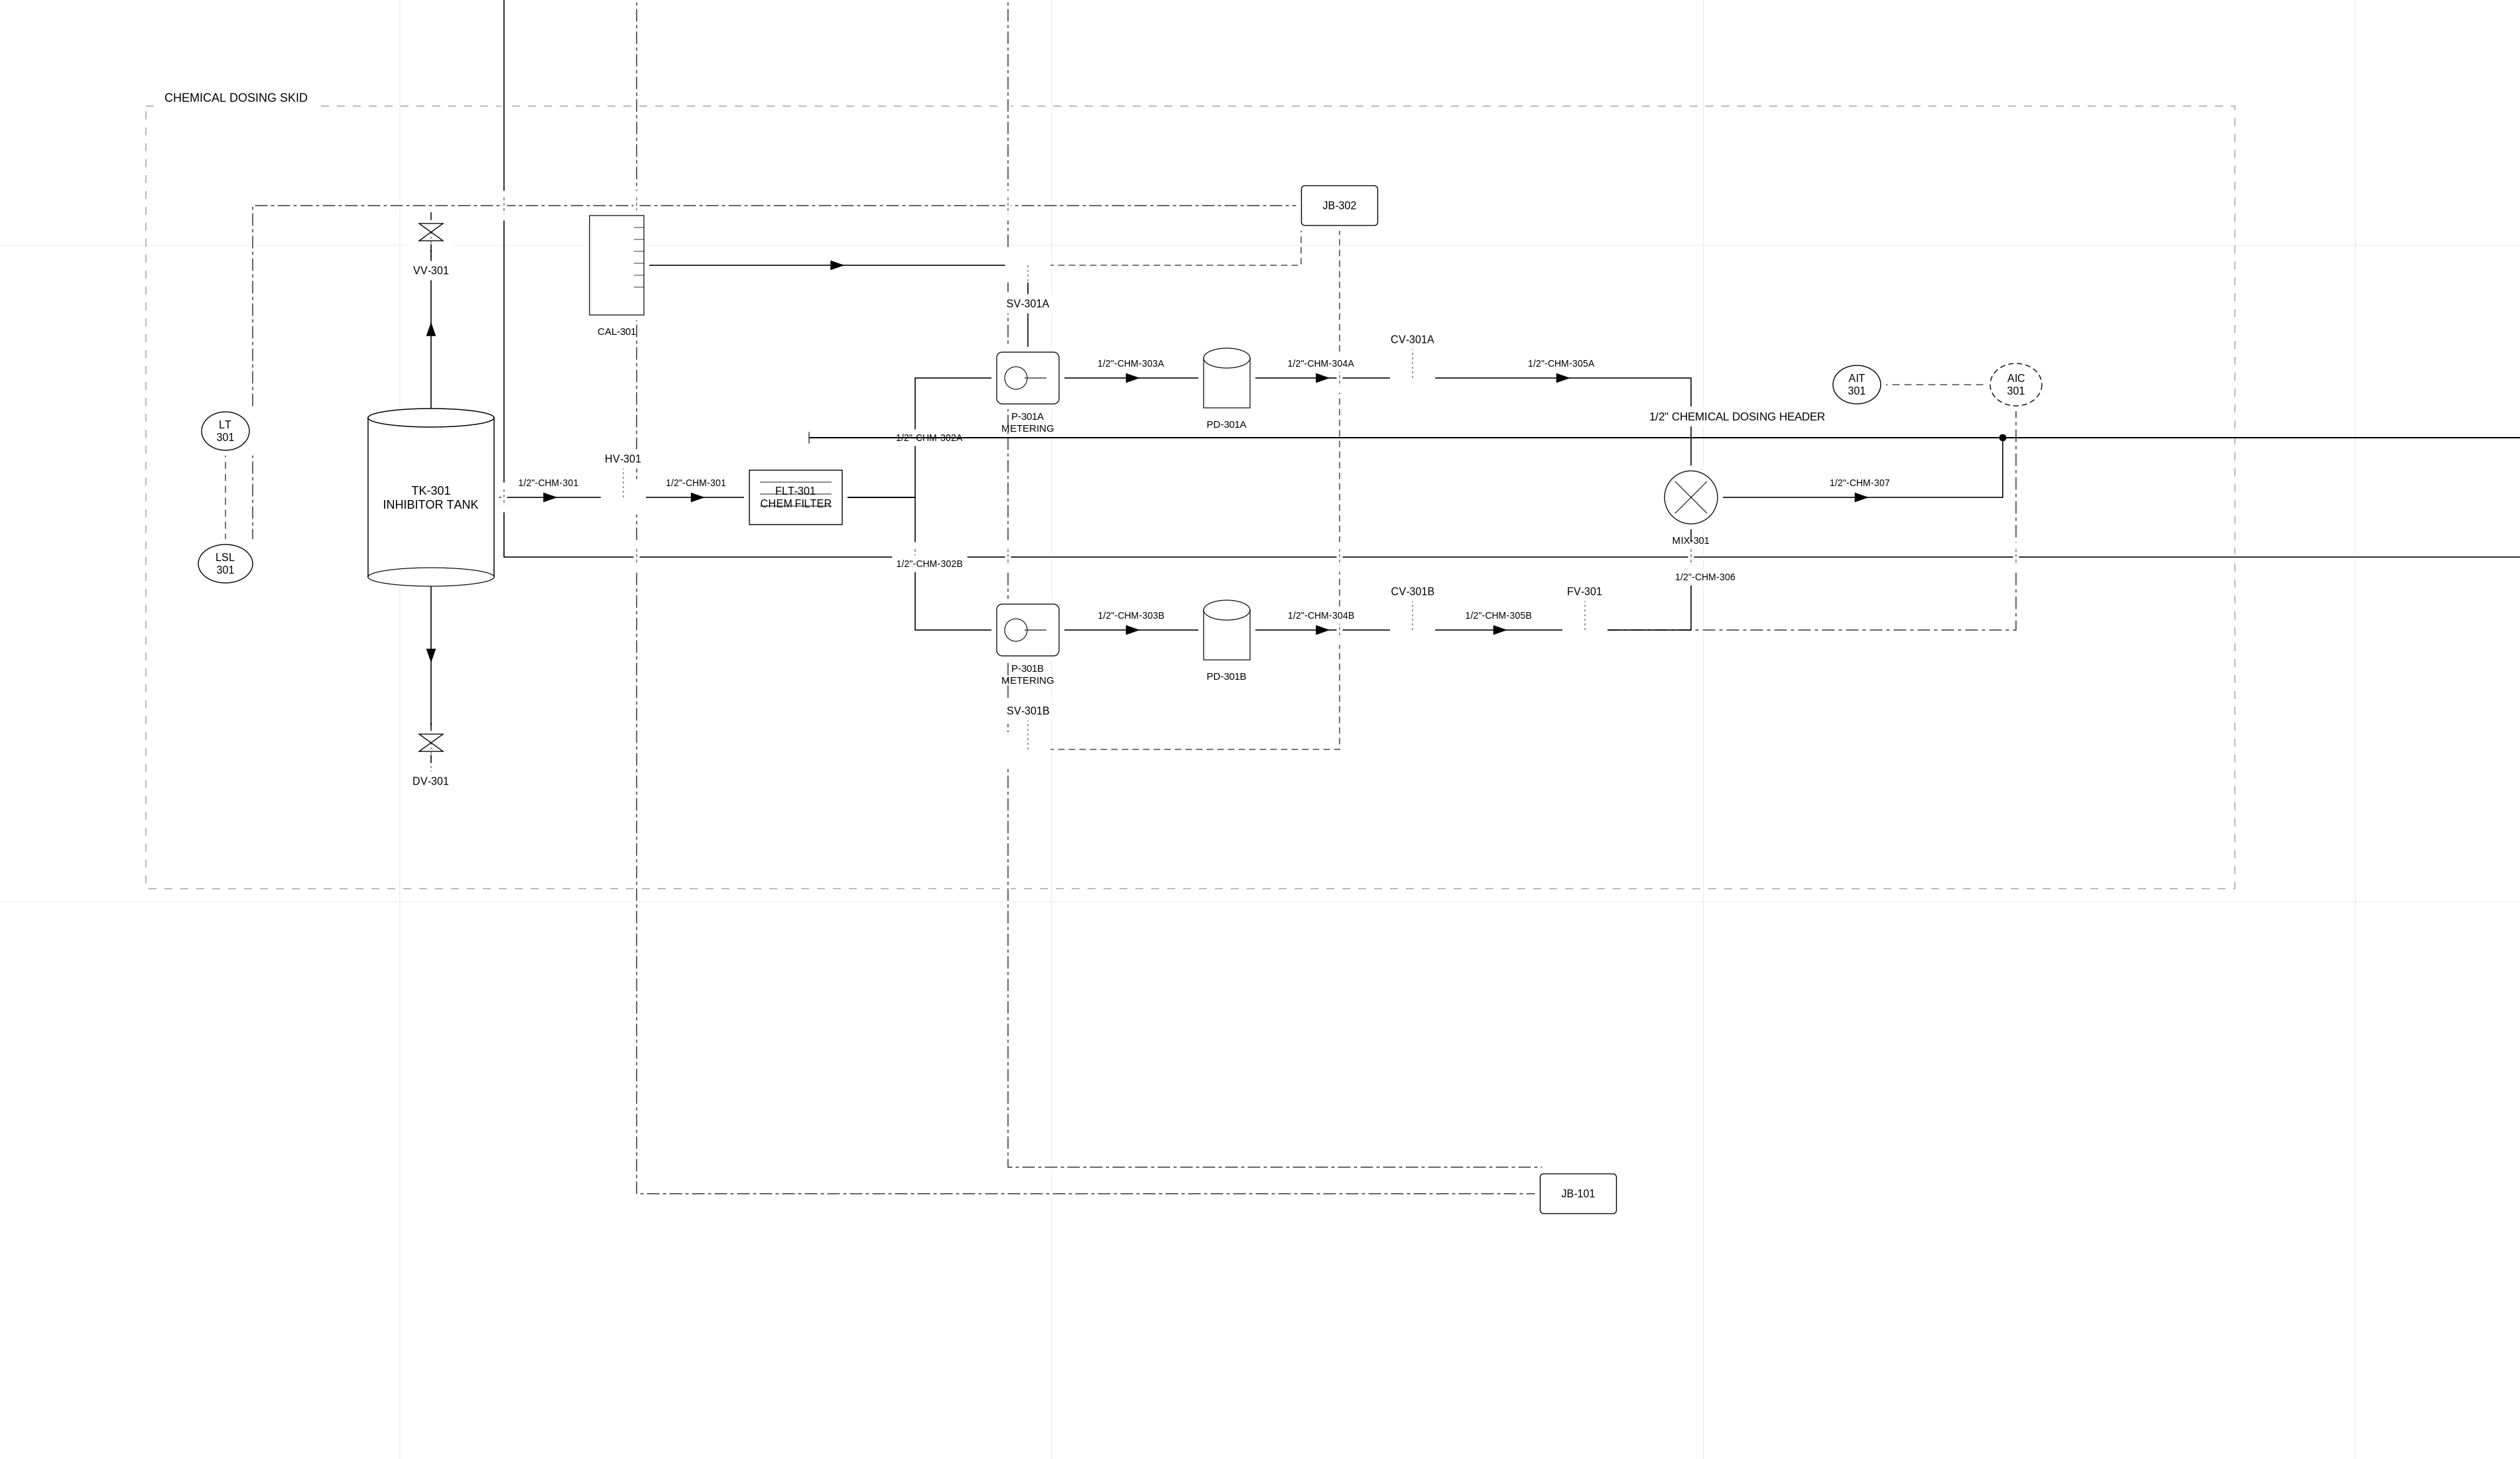 CHEMICAL DOSING SKID
JB-302
VV-301
SV-301A
CAL-301
CV-301A
1/2"-CHM-303A
1/2"-CHM-304A
1/2"-CHM-305A
AIT
301
AIC
301
P-301A
METERING
PD-301A
1/2" CHEMICAL DOSING HEADER
LT
301
1/2"-CHM-302A
HV-301
TK-301
INHIBITOR TANK
1/2"-CHM-301
1/2"-CHM-301
FLT-301
CHEM FILTER
1/2"-CHM-307
MIX-301
LSL
301
1/2"-CHM-302B
1/2"-CHM-306
CV-301B
FV-301
1/2"-CHM-303B
1/2"-CHM-304B
1/2"-CHM-305B
P-301B
METERING
PD-301B
SV-301B
DV-301
JB-101